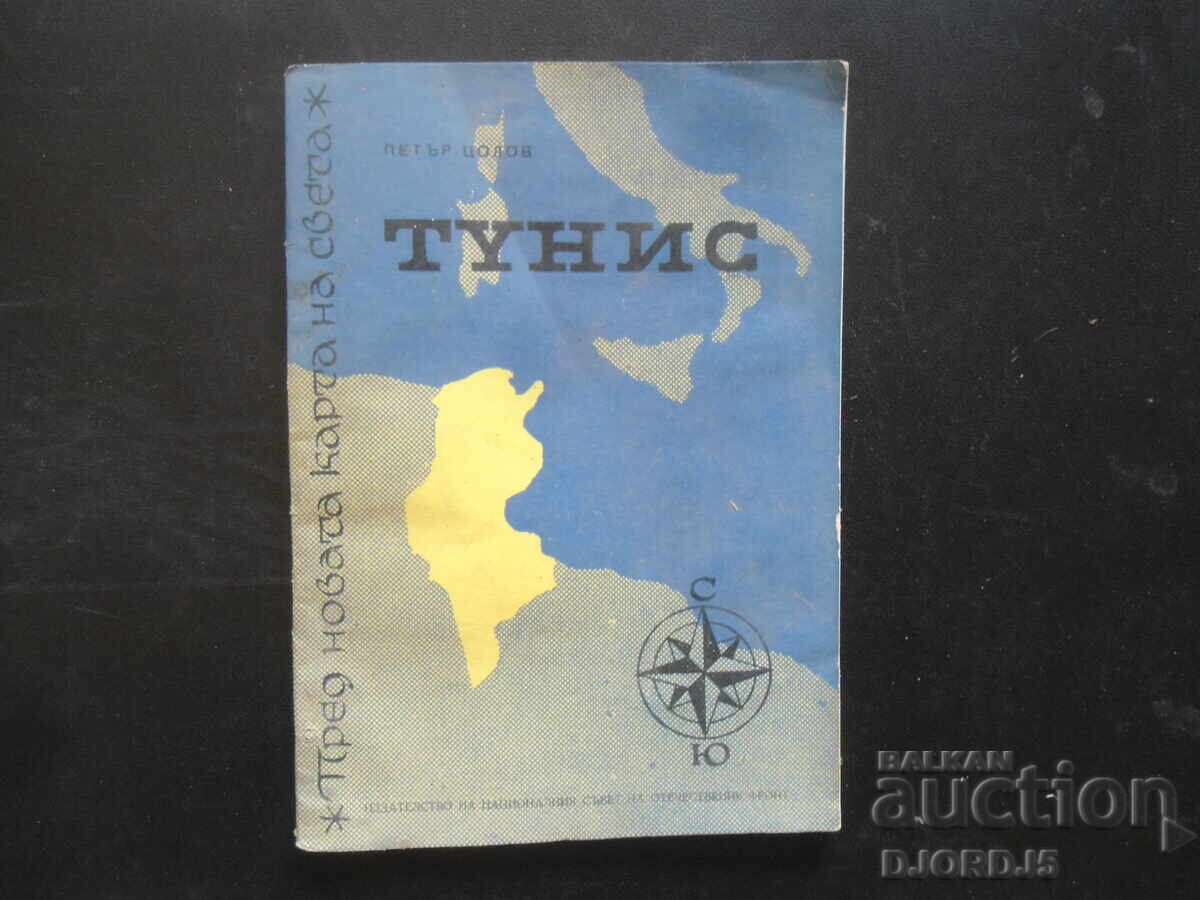 ПЕТЪР ЦОЛОВ
ТУНИС
* Пред новата карта на света *
С
Ю
ИЗДАТЕЛСТВО НА НАЦИОНАЛНИЯ СЪВЕТ НА ОТЕЧЕСТВЕНИЯ ФРОНТ
BALKAN
auction
DJORDJ5